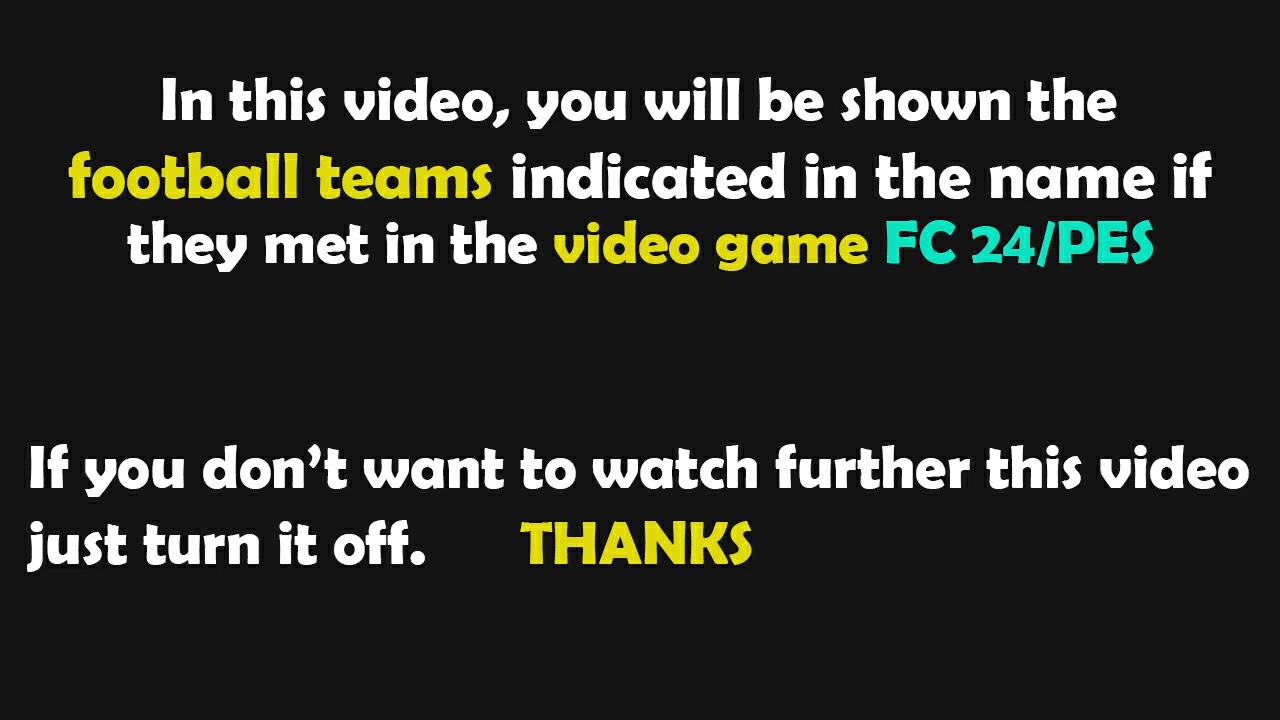 In this video, you will be shown the
football teams indicated in the name if
they met in the video game FC 24/PES
If you don't want to watch further this video
just turn it off. THANKS